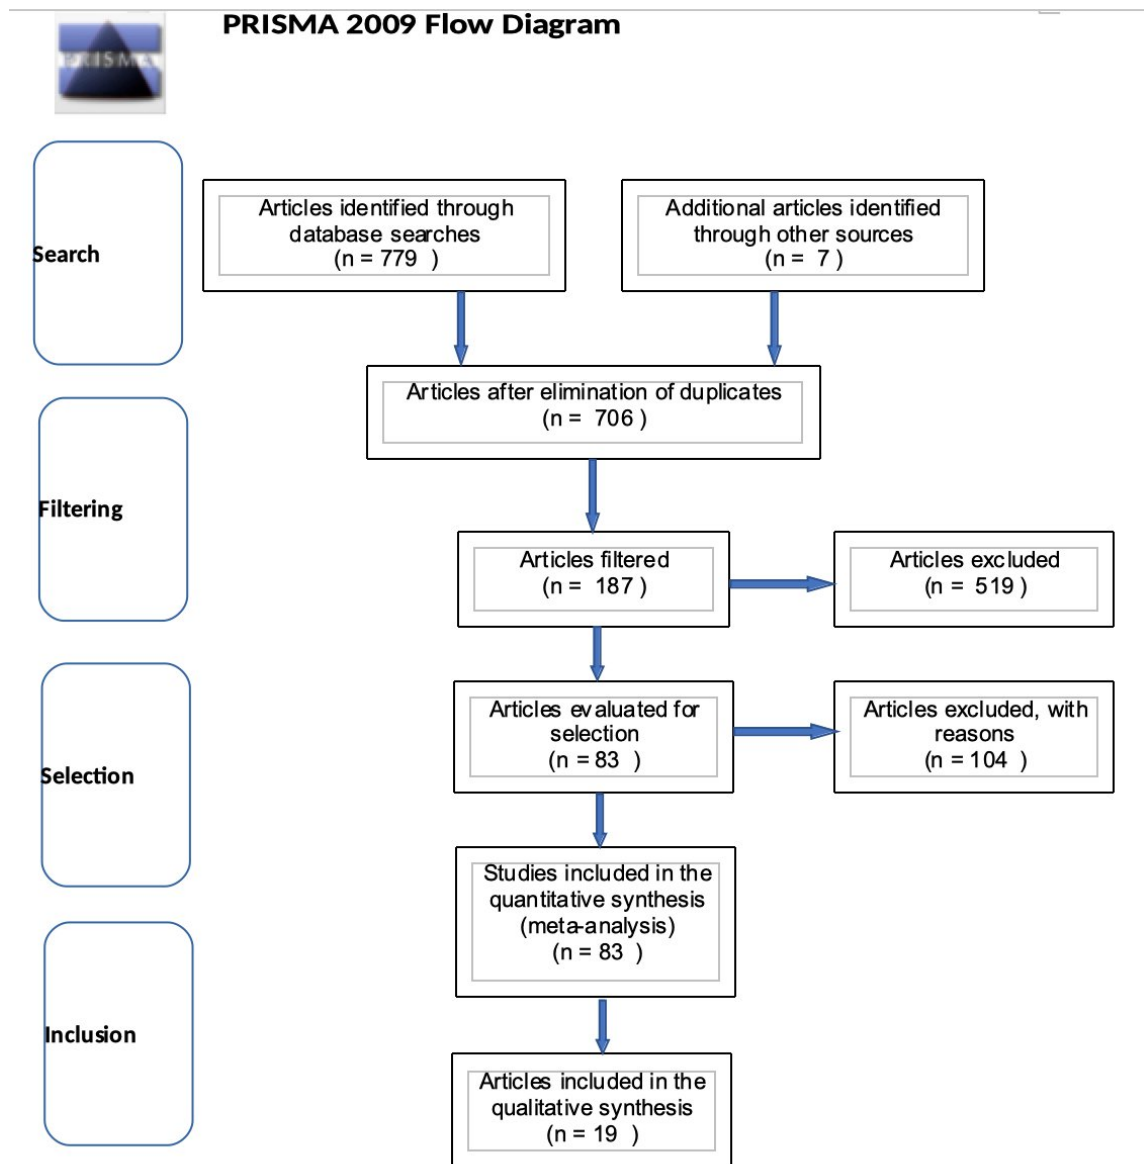 PRISMA 2009 Flow Diagram
PRISMA
Search
Articles identified through
database searches
(n = 779 )
Additional articles identified
through other sources
(n = 7 )
Articles after elimination of duplicates
(n = 706 )
Filtering
Articles filtered
(n = 187 )
Articles excluded
(n = 519 )
Selection
Articles evaluated for
selection
(n = 83 )
Articles excluded, with
reasons
(n = 104 )
Studies included in the
quantitative synthesis
(meta-analysis)
(n = 83 )
Inclusion
Articles included in the
qualitative synthesis
(n = 19 )